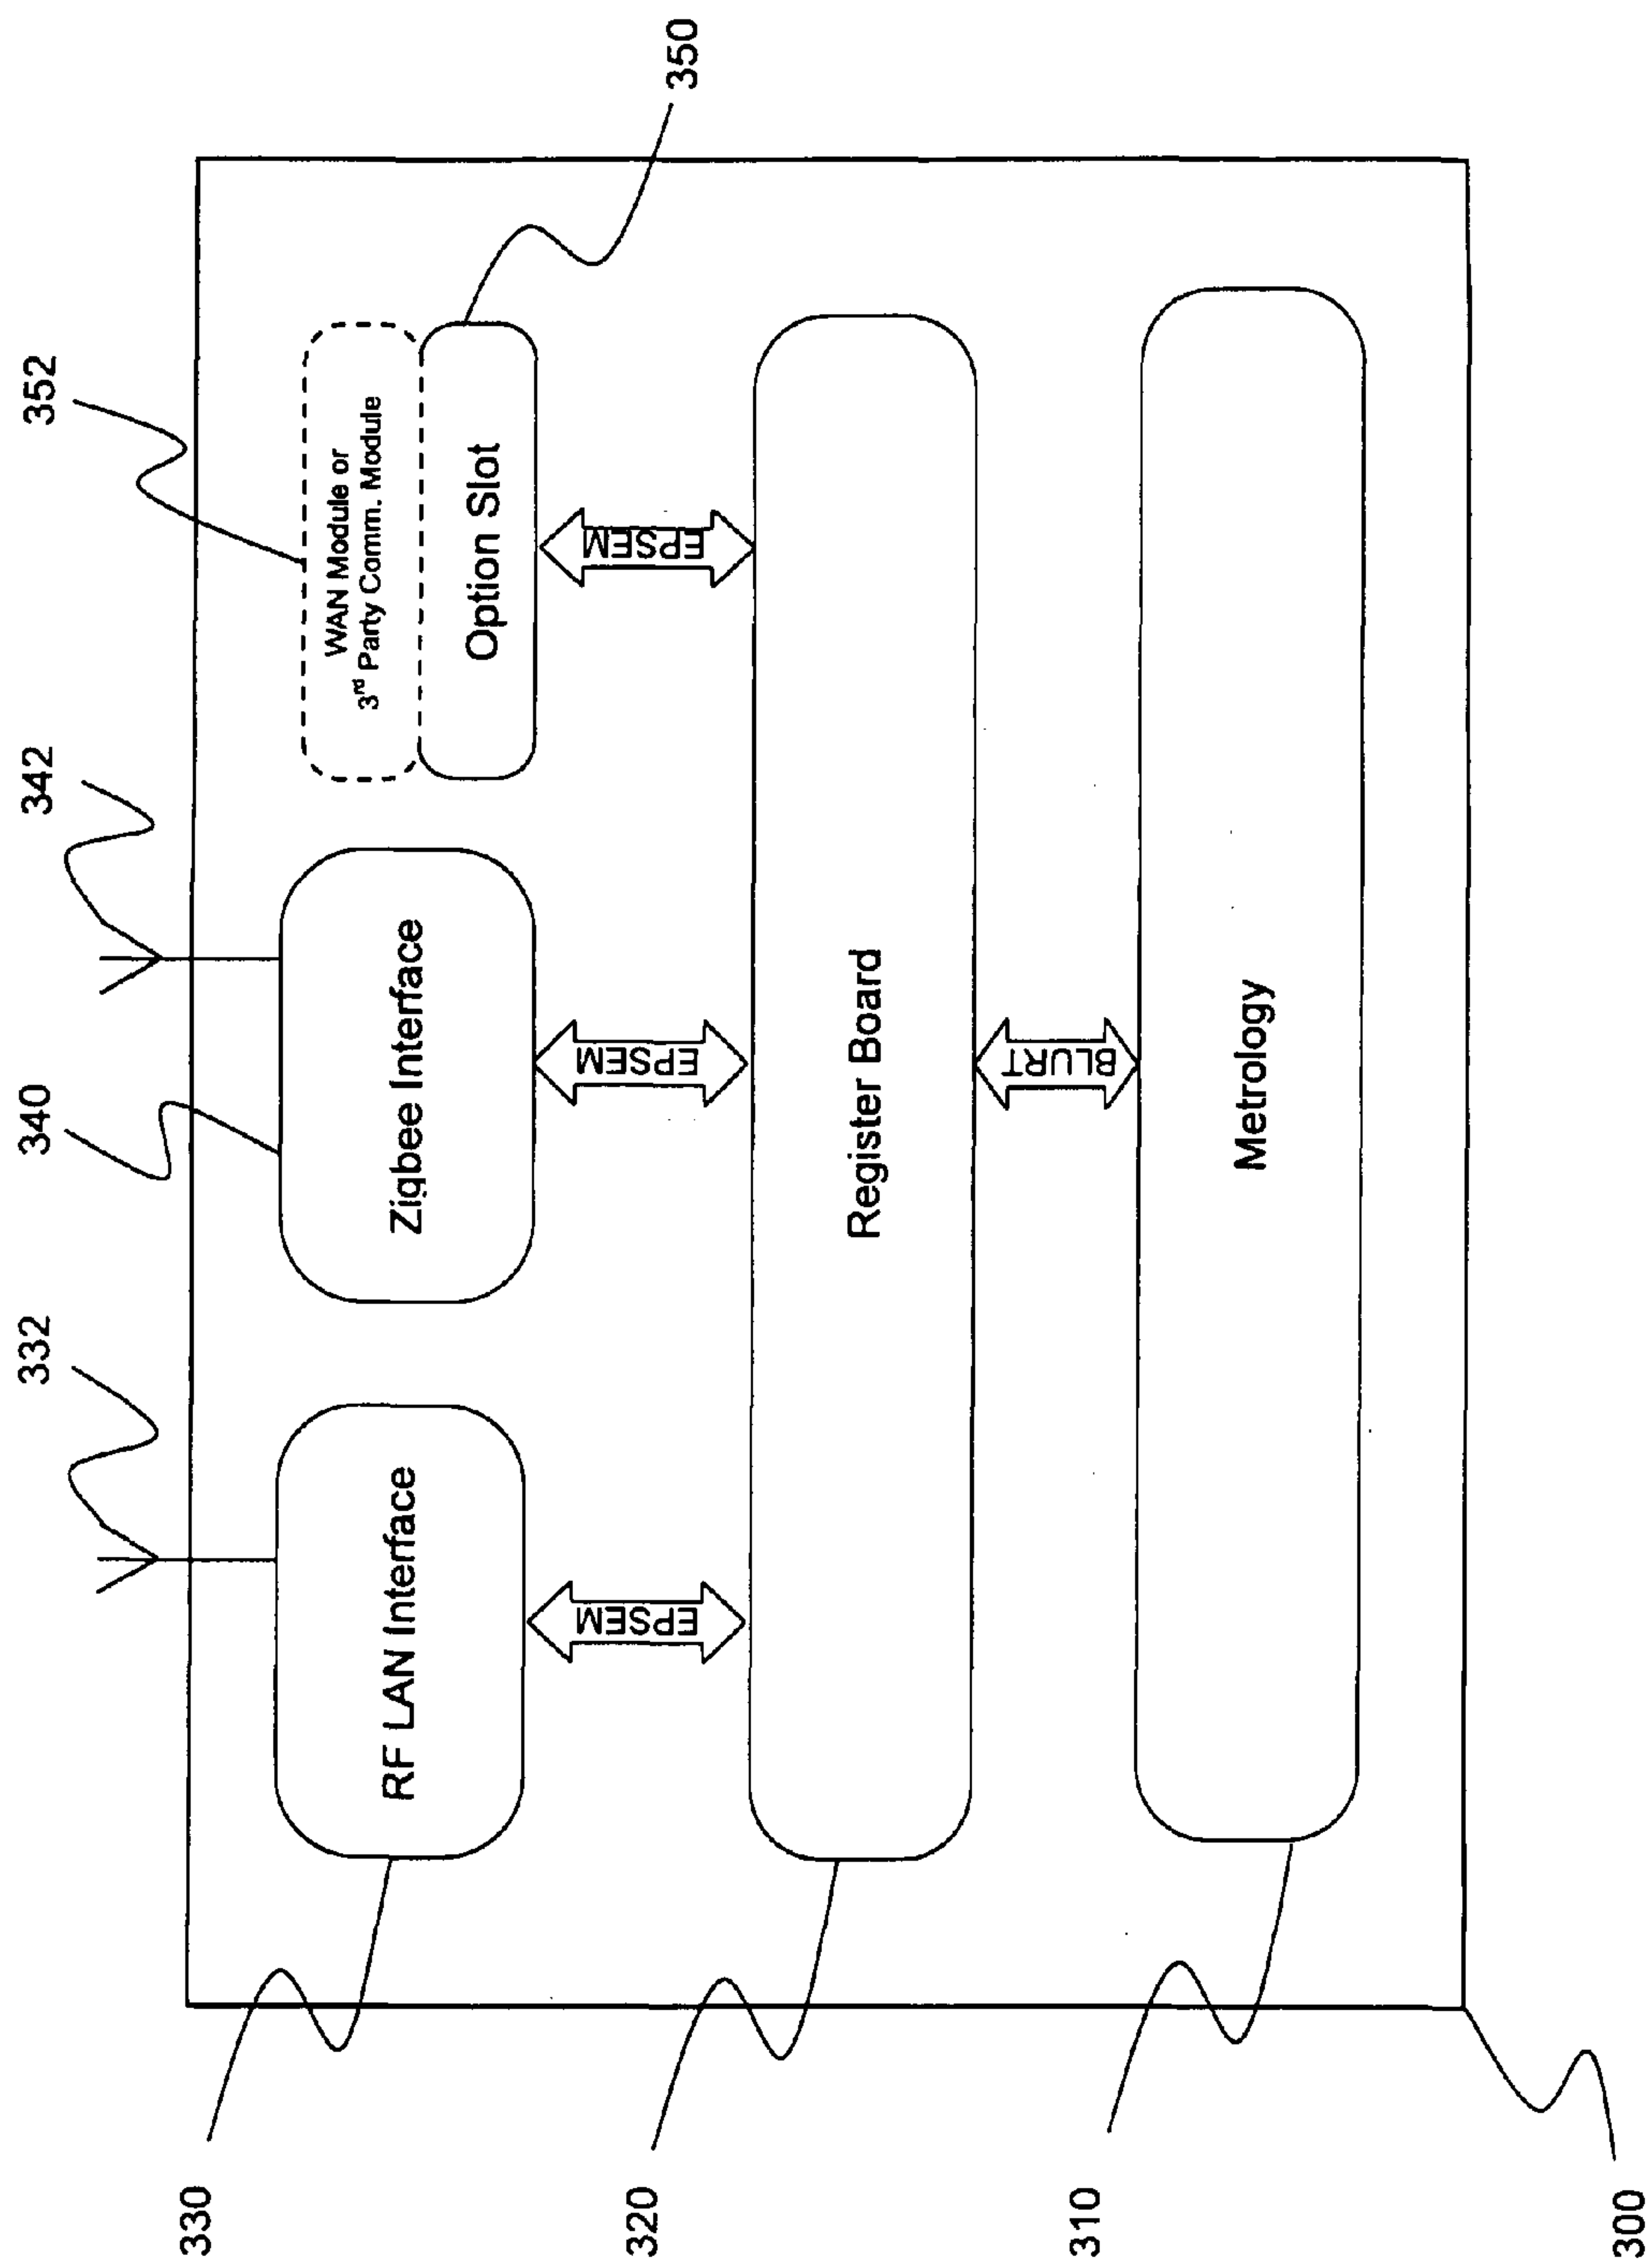 332
340
342
352
330
WAN Module or
3rd Party Comm. Module
RF LAN Interface
Zigbee Interface
Option Slot
EPSEM
EPSEM
EPSEM
320
350
Register Board
BLURT
310
Metrology
300